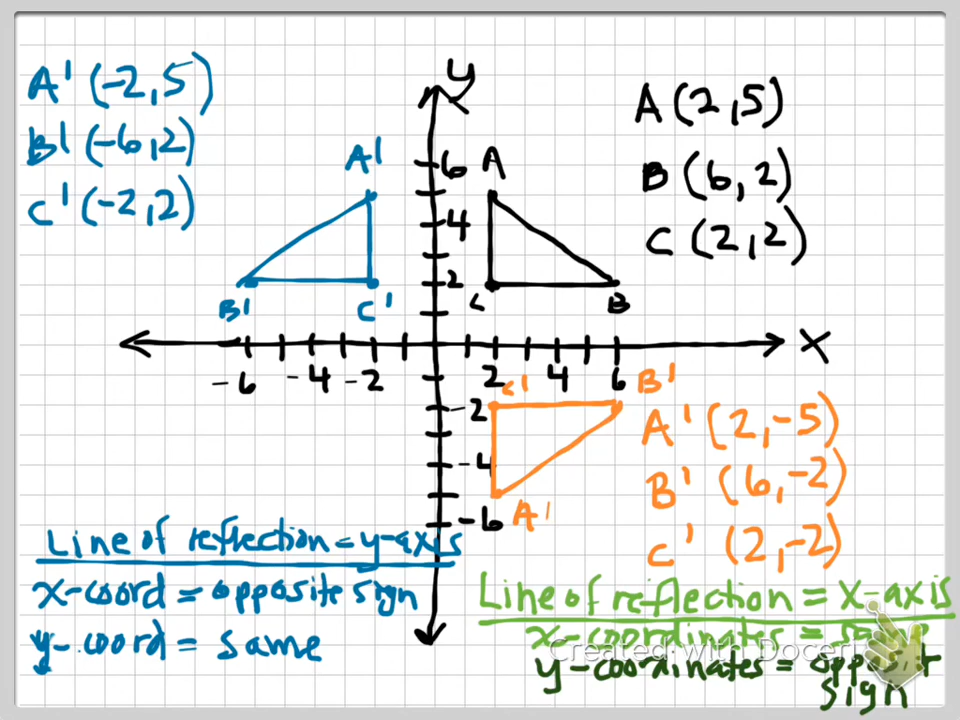 A' (-2,5)
B' (-6,2)
C' (-2,2)
y
A (2,5)
B (6,2)
C (2,2)
A'
6
A
4
2
B'
C'
C
B
x
-6
-4
-2
2
4
6
C'
B'
-2
-4
-6
A'
A' (2,-5)
B' (6,-2)
C' (2,-2)
Line of reflection = y-axis
x-coord = opposite sign
y-coord = same
Line of reflection = x-axis
x-coordinates =
y-coordinates = opposit
sign
Created with Doceri